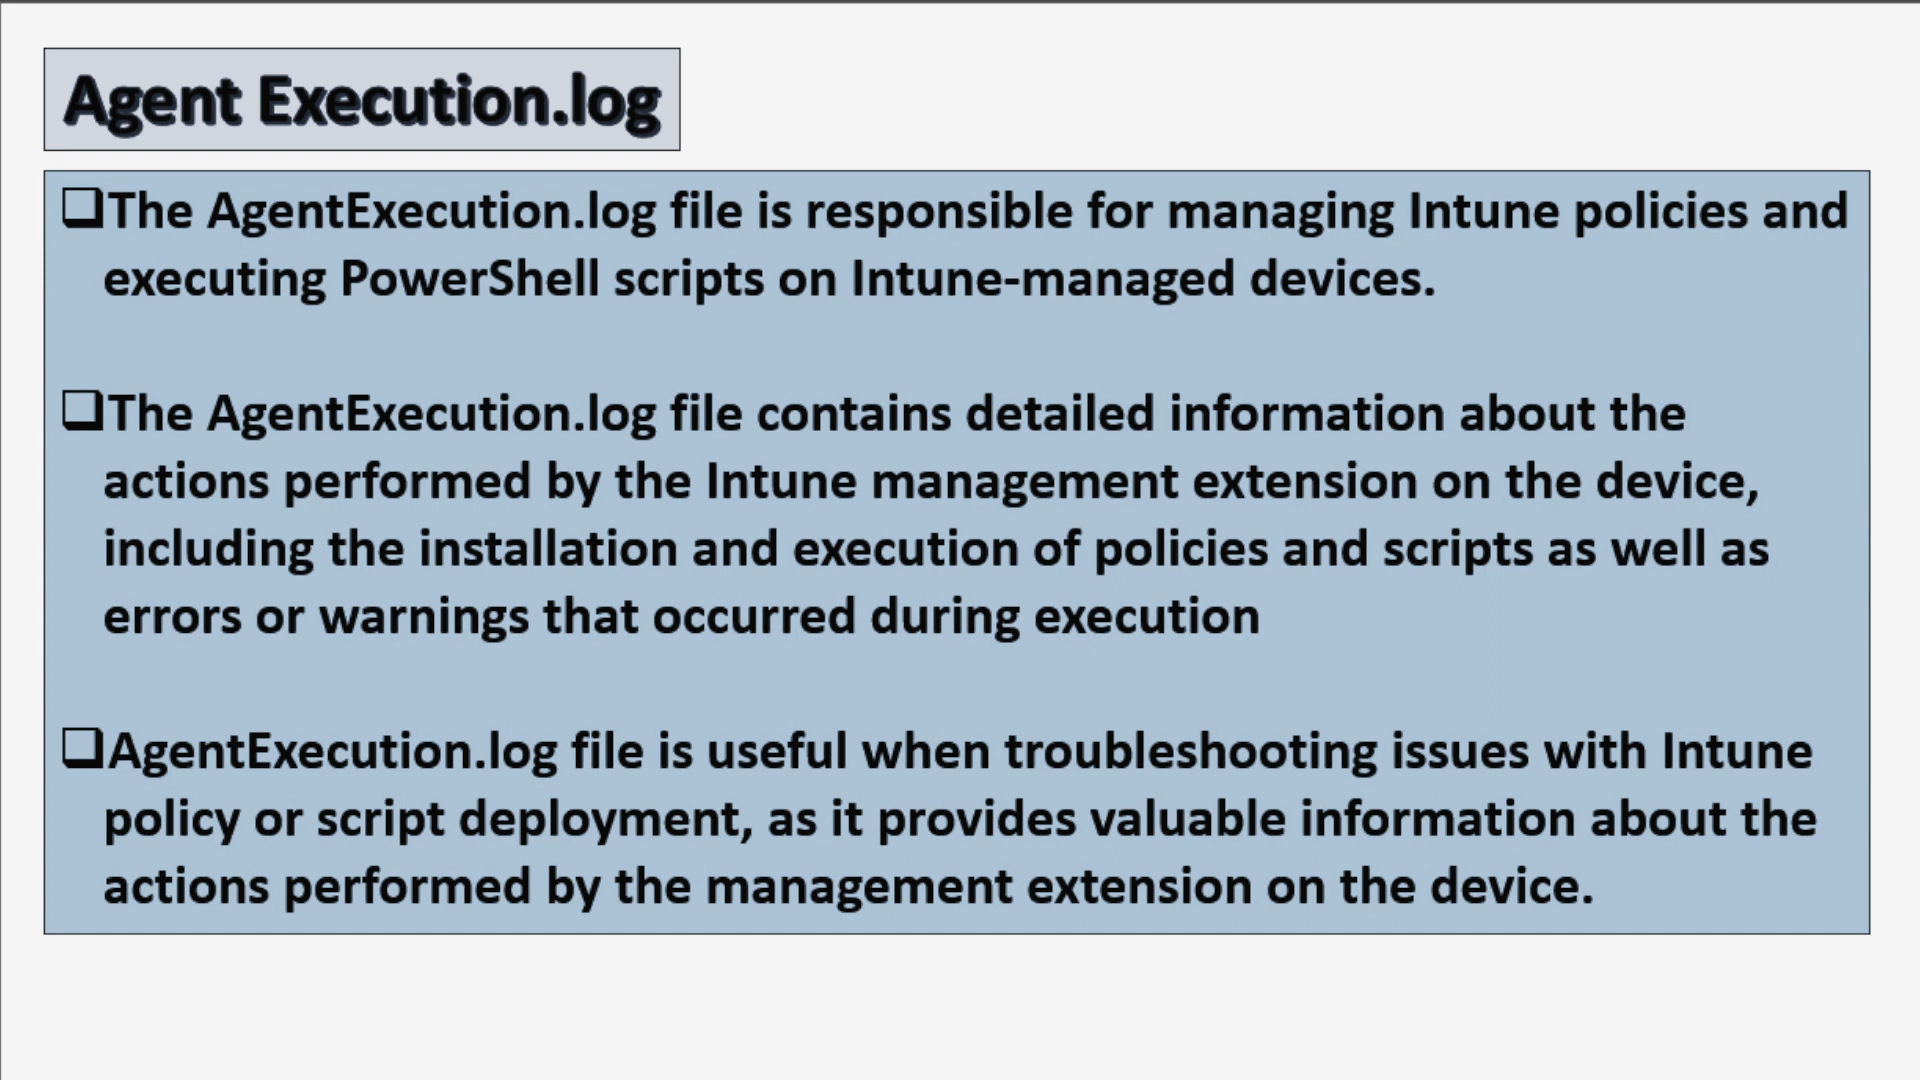 Agent Execution.log
❑The AgentExecution.log file is responsible for managing Intune policies and
executing PowerShell scripts on Intune-managed devices.
❑The AgentExecution.log file contains detailed information about the
actions performed by the Intune management extension on the device,
including the installation and execution of policies and scripts as well as
errors or warnings that occurred during execution
❑AgentExecution.log file is useful when troubleshooting issues with Intune
policy or script deployment, as it provides valuable information about the
actions performed by the management extension on the device.